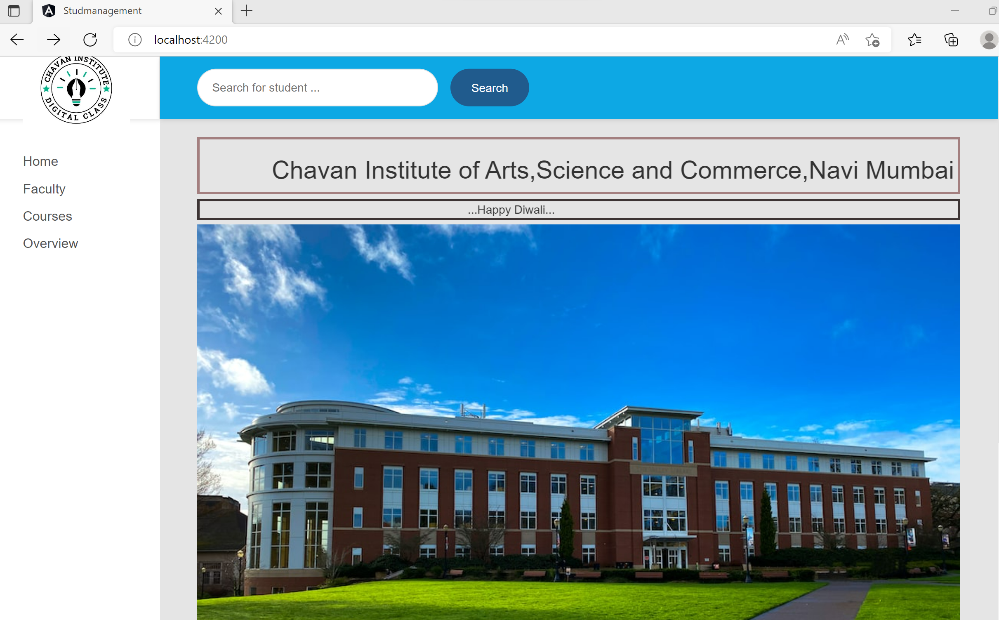 Studmanagement
localhost:4200
CHAVAN INSTITUTE
DIGITAL CLASS
Search for student ...
Search
Home
Faculty
Courses
Overview
Chavan Institute of Arts,Science and Commerce,Navi Mumbai
...Happy Diwali...